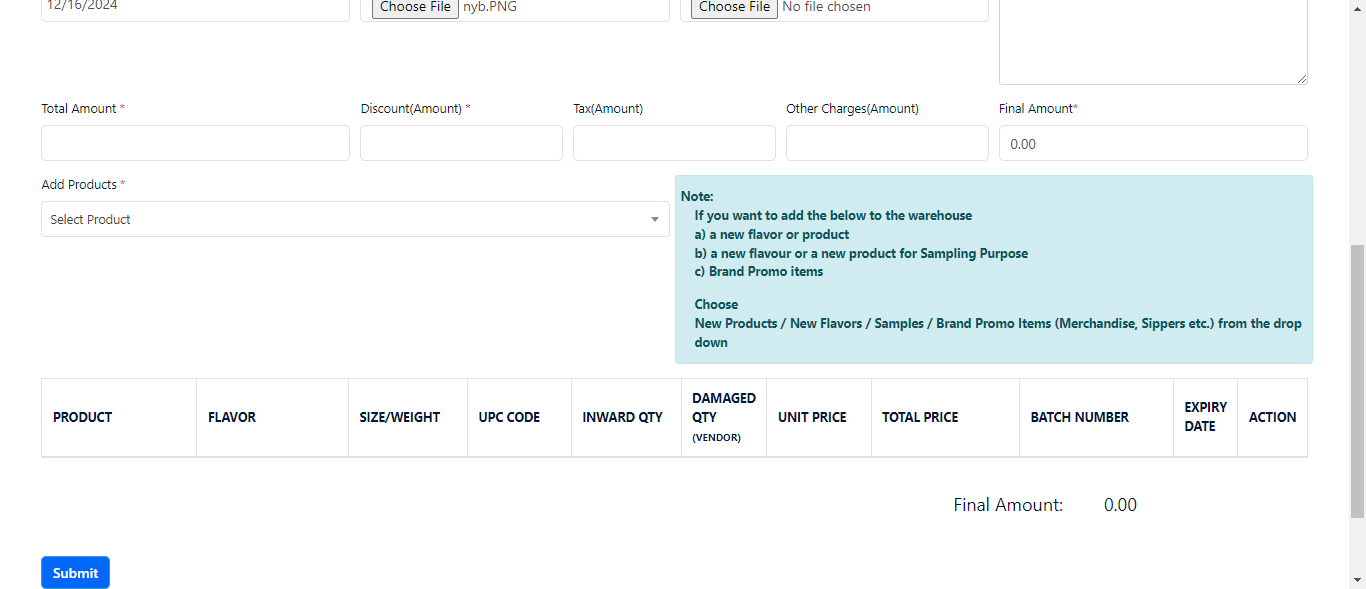 12/16/2024 Choose File nyb.PNG Choose File No file chosen
Total Amount * Discount(Amount) * Tax(Amount) Other Charges(Amount) Final Amount*
0.00
Add Products *
Select Product
Note:
If you want to add the below to the warehouse
a) a new flavor or product
b) a new flavour or a new product for Sampling Purpose
c) Brand Promo items
Choose
New Products / New Flavors / Samples / Brand Promo Items (Merchandise, Sippers etc.) from the drop
down
PRODUCT FLAVOR SIZE/WEIGHT UPC CODE INWARD QTY DAMAGED QTY (VENDOR) UNIT PRICE TOTAL PRICE BATCH NUMBER EXPIRY DATE ACTION
Final Amount: 0.00
Submit